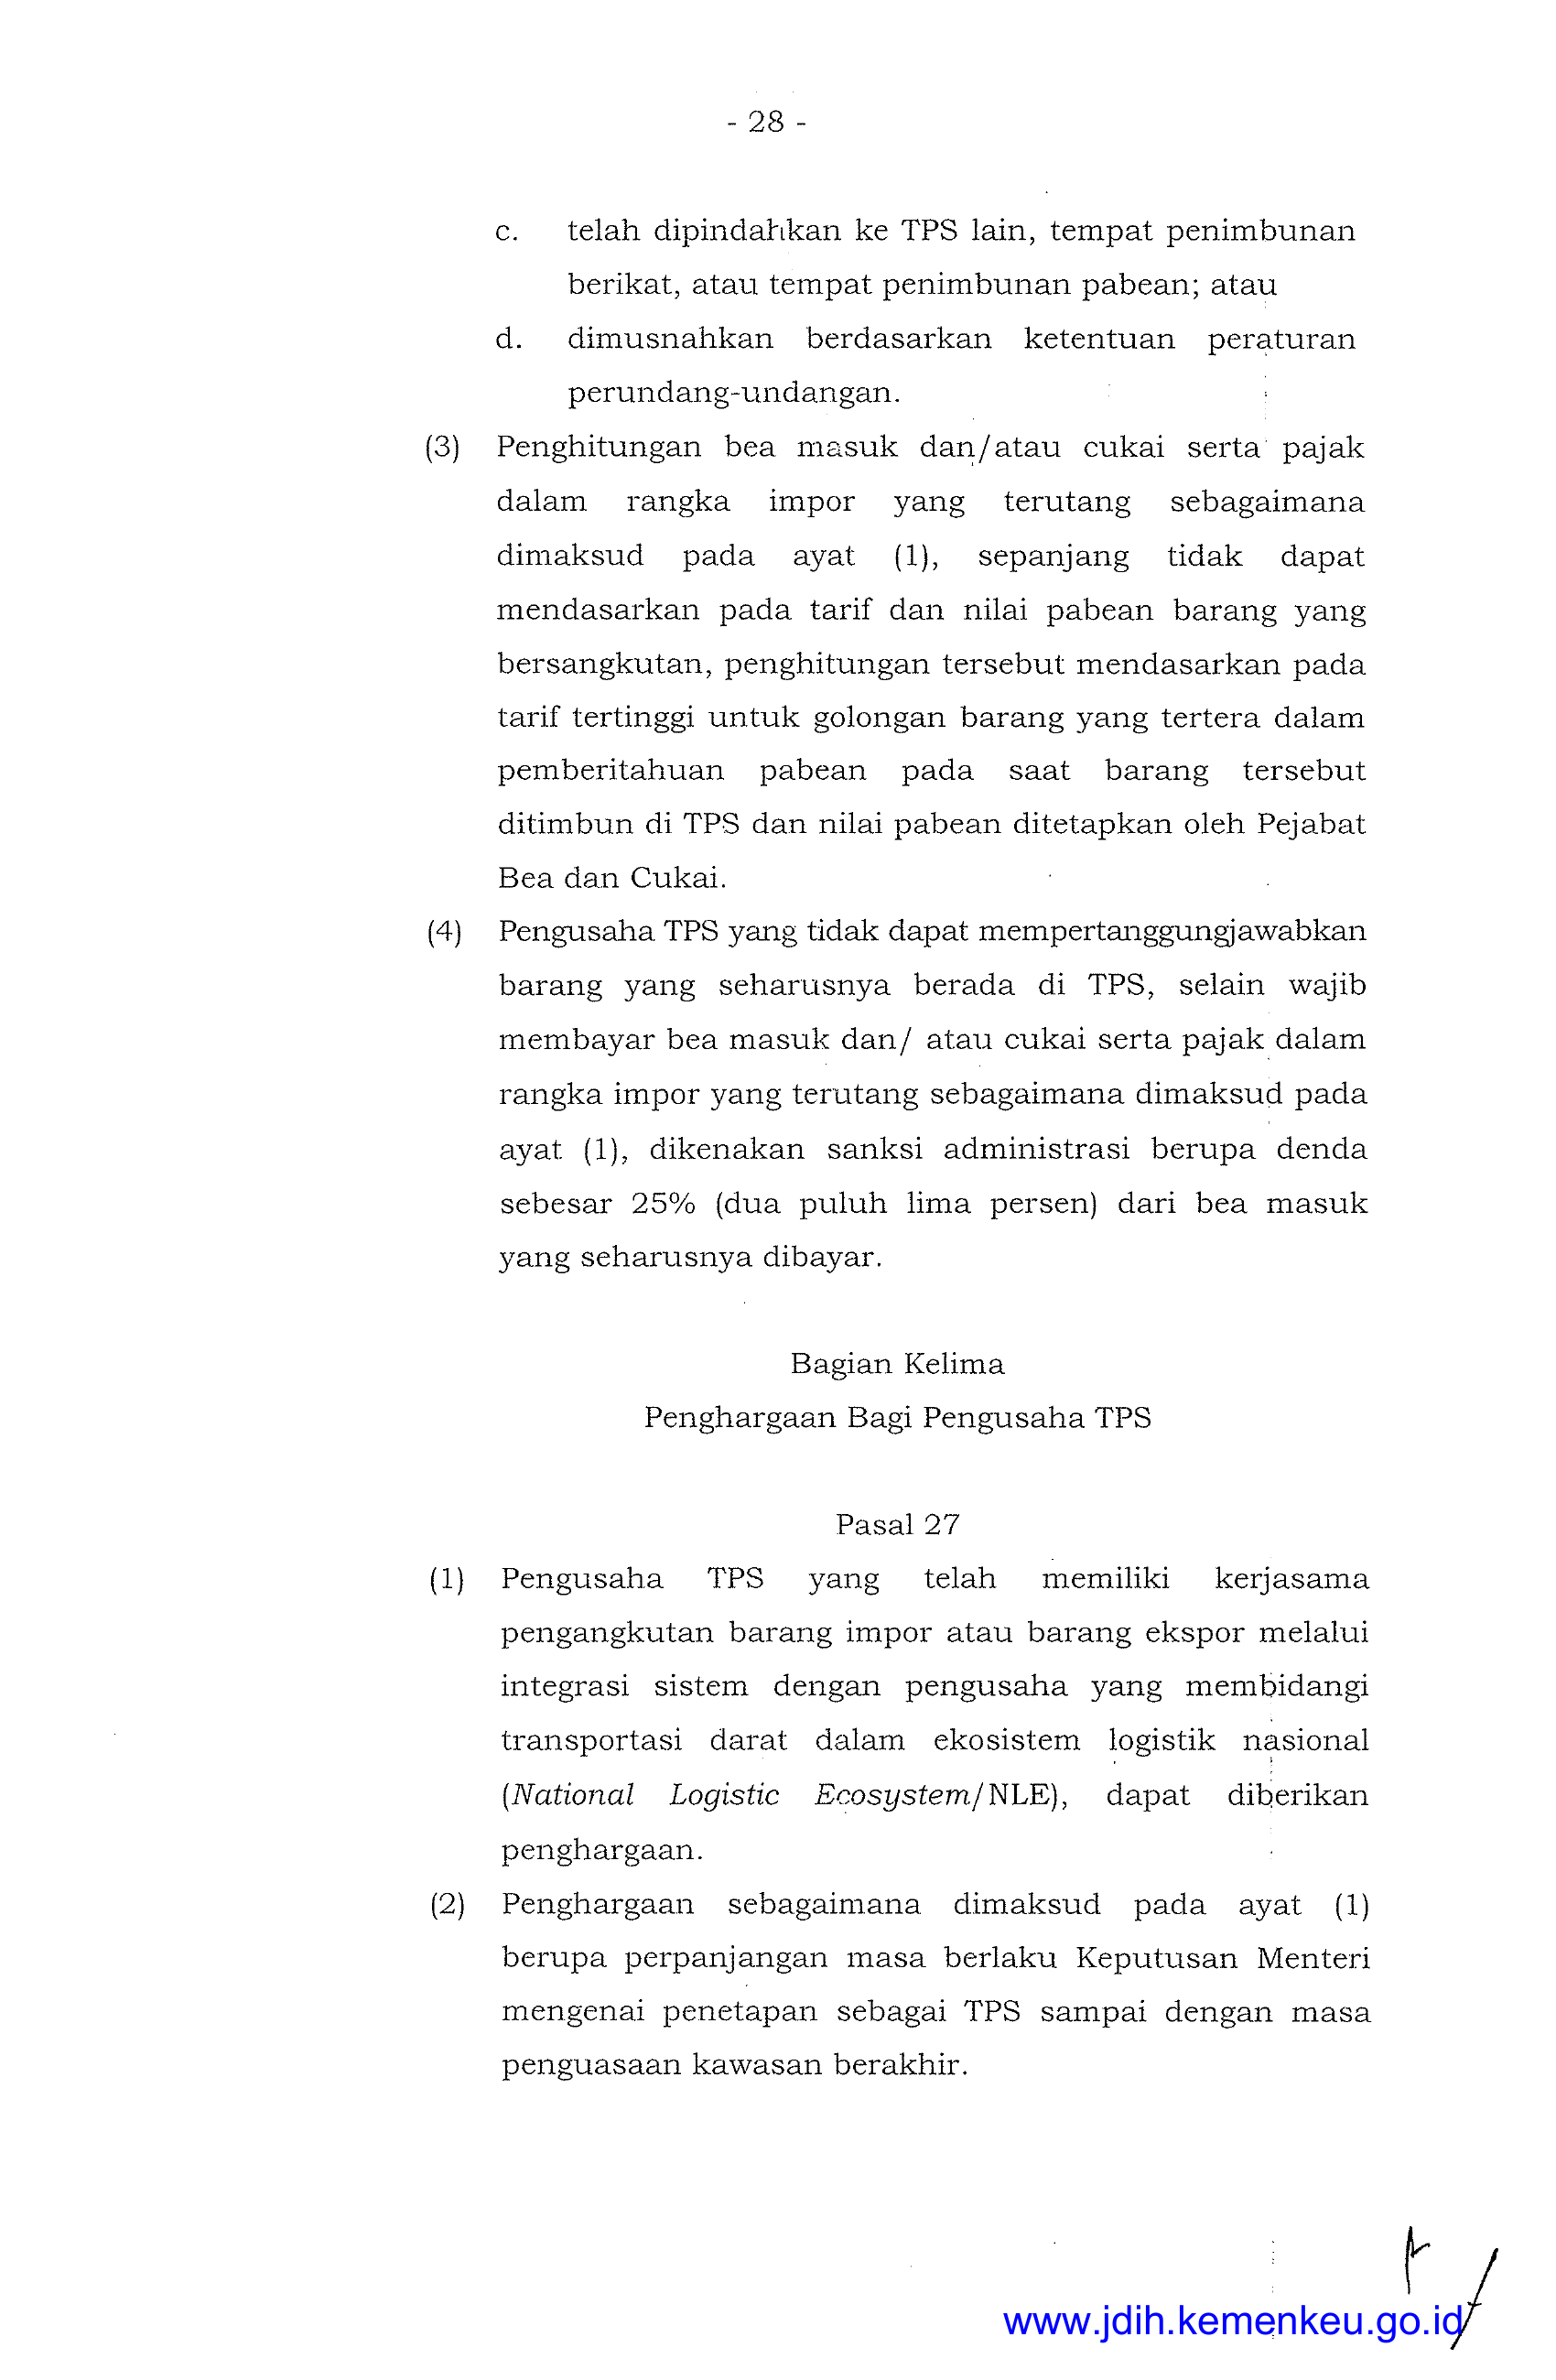 - 28 -
c. telah dipindahkan ke TPS lain, tempat penimbunan
berikat, atau tempat penimbunan pabean; atau
d. dimusnahkan berdasarkan ketentuan peraturan
perundang-undangan.
(3) Penghitungan bea masuk dan/atau cukai serta pajak
dalam rangka impor yang terutang sebagaimana
dimaksud pada ayat (1), sepanjang tidak dapat
mendasarkan pada tarif dan nilai pabean barang yang
bersangkutan, penghitungan tersebut mendasarkan pada
tarif tertinggi untuk golongan barang yang tertera dalam
pemberitahuan pabean pada saat barang tersebut
ditimbun di TPS dan nilai pabean ditetapkan oleh Pejabat
Bea dan Cukai.
(4) Pengusaha TPS yang tidak dapat mempertanggungjawabkan
barang yang seharusnya berada di TPS, selain wajib
membayar bea masuk dan/ atau cukai serta pajak dalam
rangka impor yang terutang sebagaimana dimaksud pada
ayat (1), dikenakan sanksi administrasi berupa denda
sebesar 25% (dua puluh lima persen) dari bea masuk
yang seharusnya dibayar.
Bagian Kelima
Penghargaan Bagi Pengusaha TPS
Pasal 27
(1) Pengusaha TPS yang telah memiliki kerjasama
pengangkutan barang impor atau barang ekspor melalui
integrasi sistem dengan pengusaha yang membidangi
transportasi darat dalam ekosistem logistik nasional
(National Logistic Ecosystem/NLE), dapat diberikan
penghargaan.
(2) Penghargaan sebagaimana dimaksud pada ayat (1)
berupa perpanjangan masa berlaku Keputusan Menteri
mengenai penetapan sebagai TPS sampai dengan masa
penguasaan kawasan berakhir.
www.jdih.kemenkeu.go.id